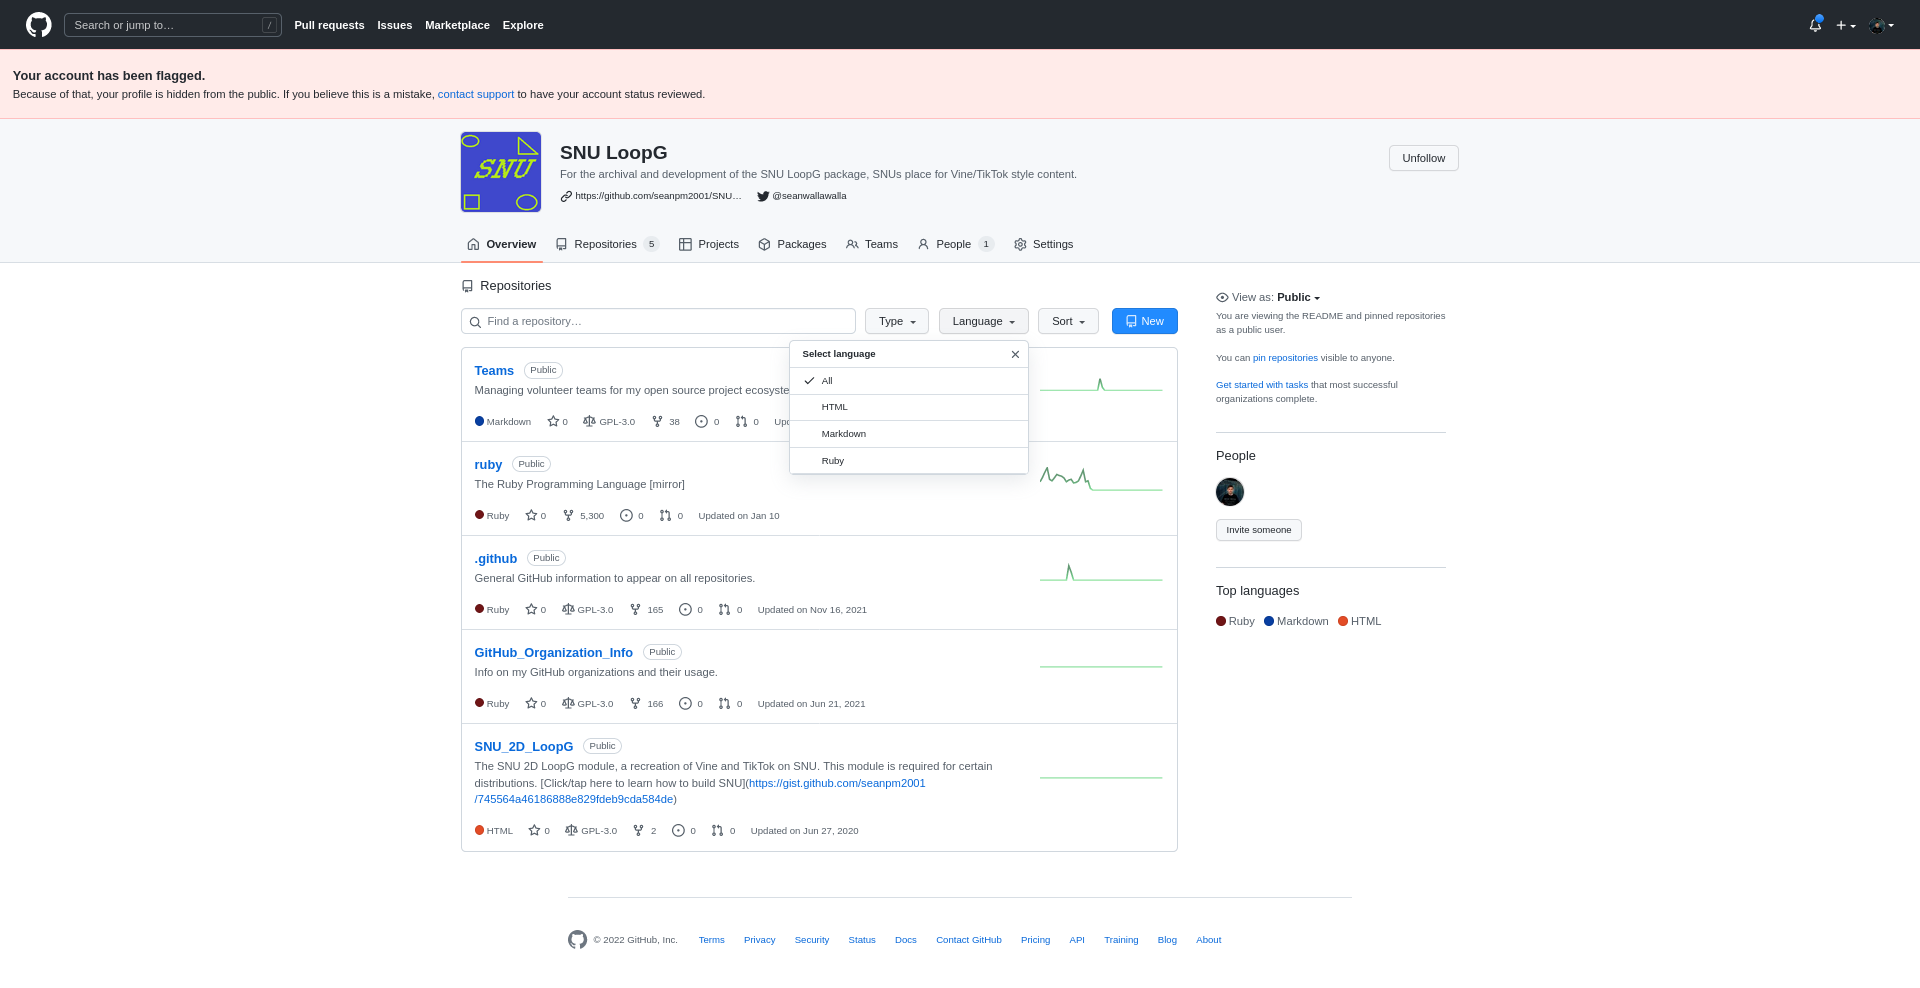 Search or jump to…
/
Pull requests
Issues
Marketplace
Explore
Your account has been flagged.
Because of that, your profile is hidden from the public. If you believe this is a mistake, contact support to have your account status reviewed.
SNU
SNU LoopG
For the archival and development of the SNU LoopG package, SNUs place for Vine/TikTok style content.
https://github.com/seanpm2001/SNU…
@seanwallawalla
Unfollow
Overview
Repositories 5
Projects
Packages
Teams
People 1
Settings
Repositories
Find a repository…
Type
Language
Sort
New
Select language
All
HTML
Markdown
Ruby
Teams Public
Managing volunteer teams for my open source project ecosyste
Markdown 0 GPL-3.0 38 0 0 Upd
ruby Public
The Ruby Programming Language [mirror]
Ruby 0 5,300 0 0 Updated on Jan 10
.github Public
General GitHub information to appear on all repositories.
Ruby 0 GPL-3.0 165 0 0 Updated on Nov 16, 2021
GitHub_Organization_Info Public
Info on my GitHub organizations and their usage.
Ruby 0 GPL-3.0 166 0 0 Updated on Jun 21, 2021
SNU_2D_LoopG Public
The SNU 2D LoopG module, a recreation of Vine and TikTok on SNU. This module is required for certain
distributions. [Click/tap here to learn how to build SNU](https://gist.github.com/seanpm2001
/745564a46186888e829fdeb9cda584de)
HTML 0 GPL-3.0 2 0 0 Updated on Jun 27, 2020
View as: Public
You are viewing the README and pinned repositories
as a public user.
You can pin repositories visible to anyone.
Get started with tasks that most successful
organizations complete.
People
Invite someone
Top languages
Ruby Markdown HTML
© 2022 GitHub, Inc.
Terms
Privacy
Security
Status
Docs
Contact GitHub
Pricing
API
Training
Blog
About